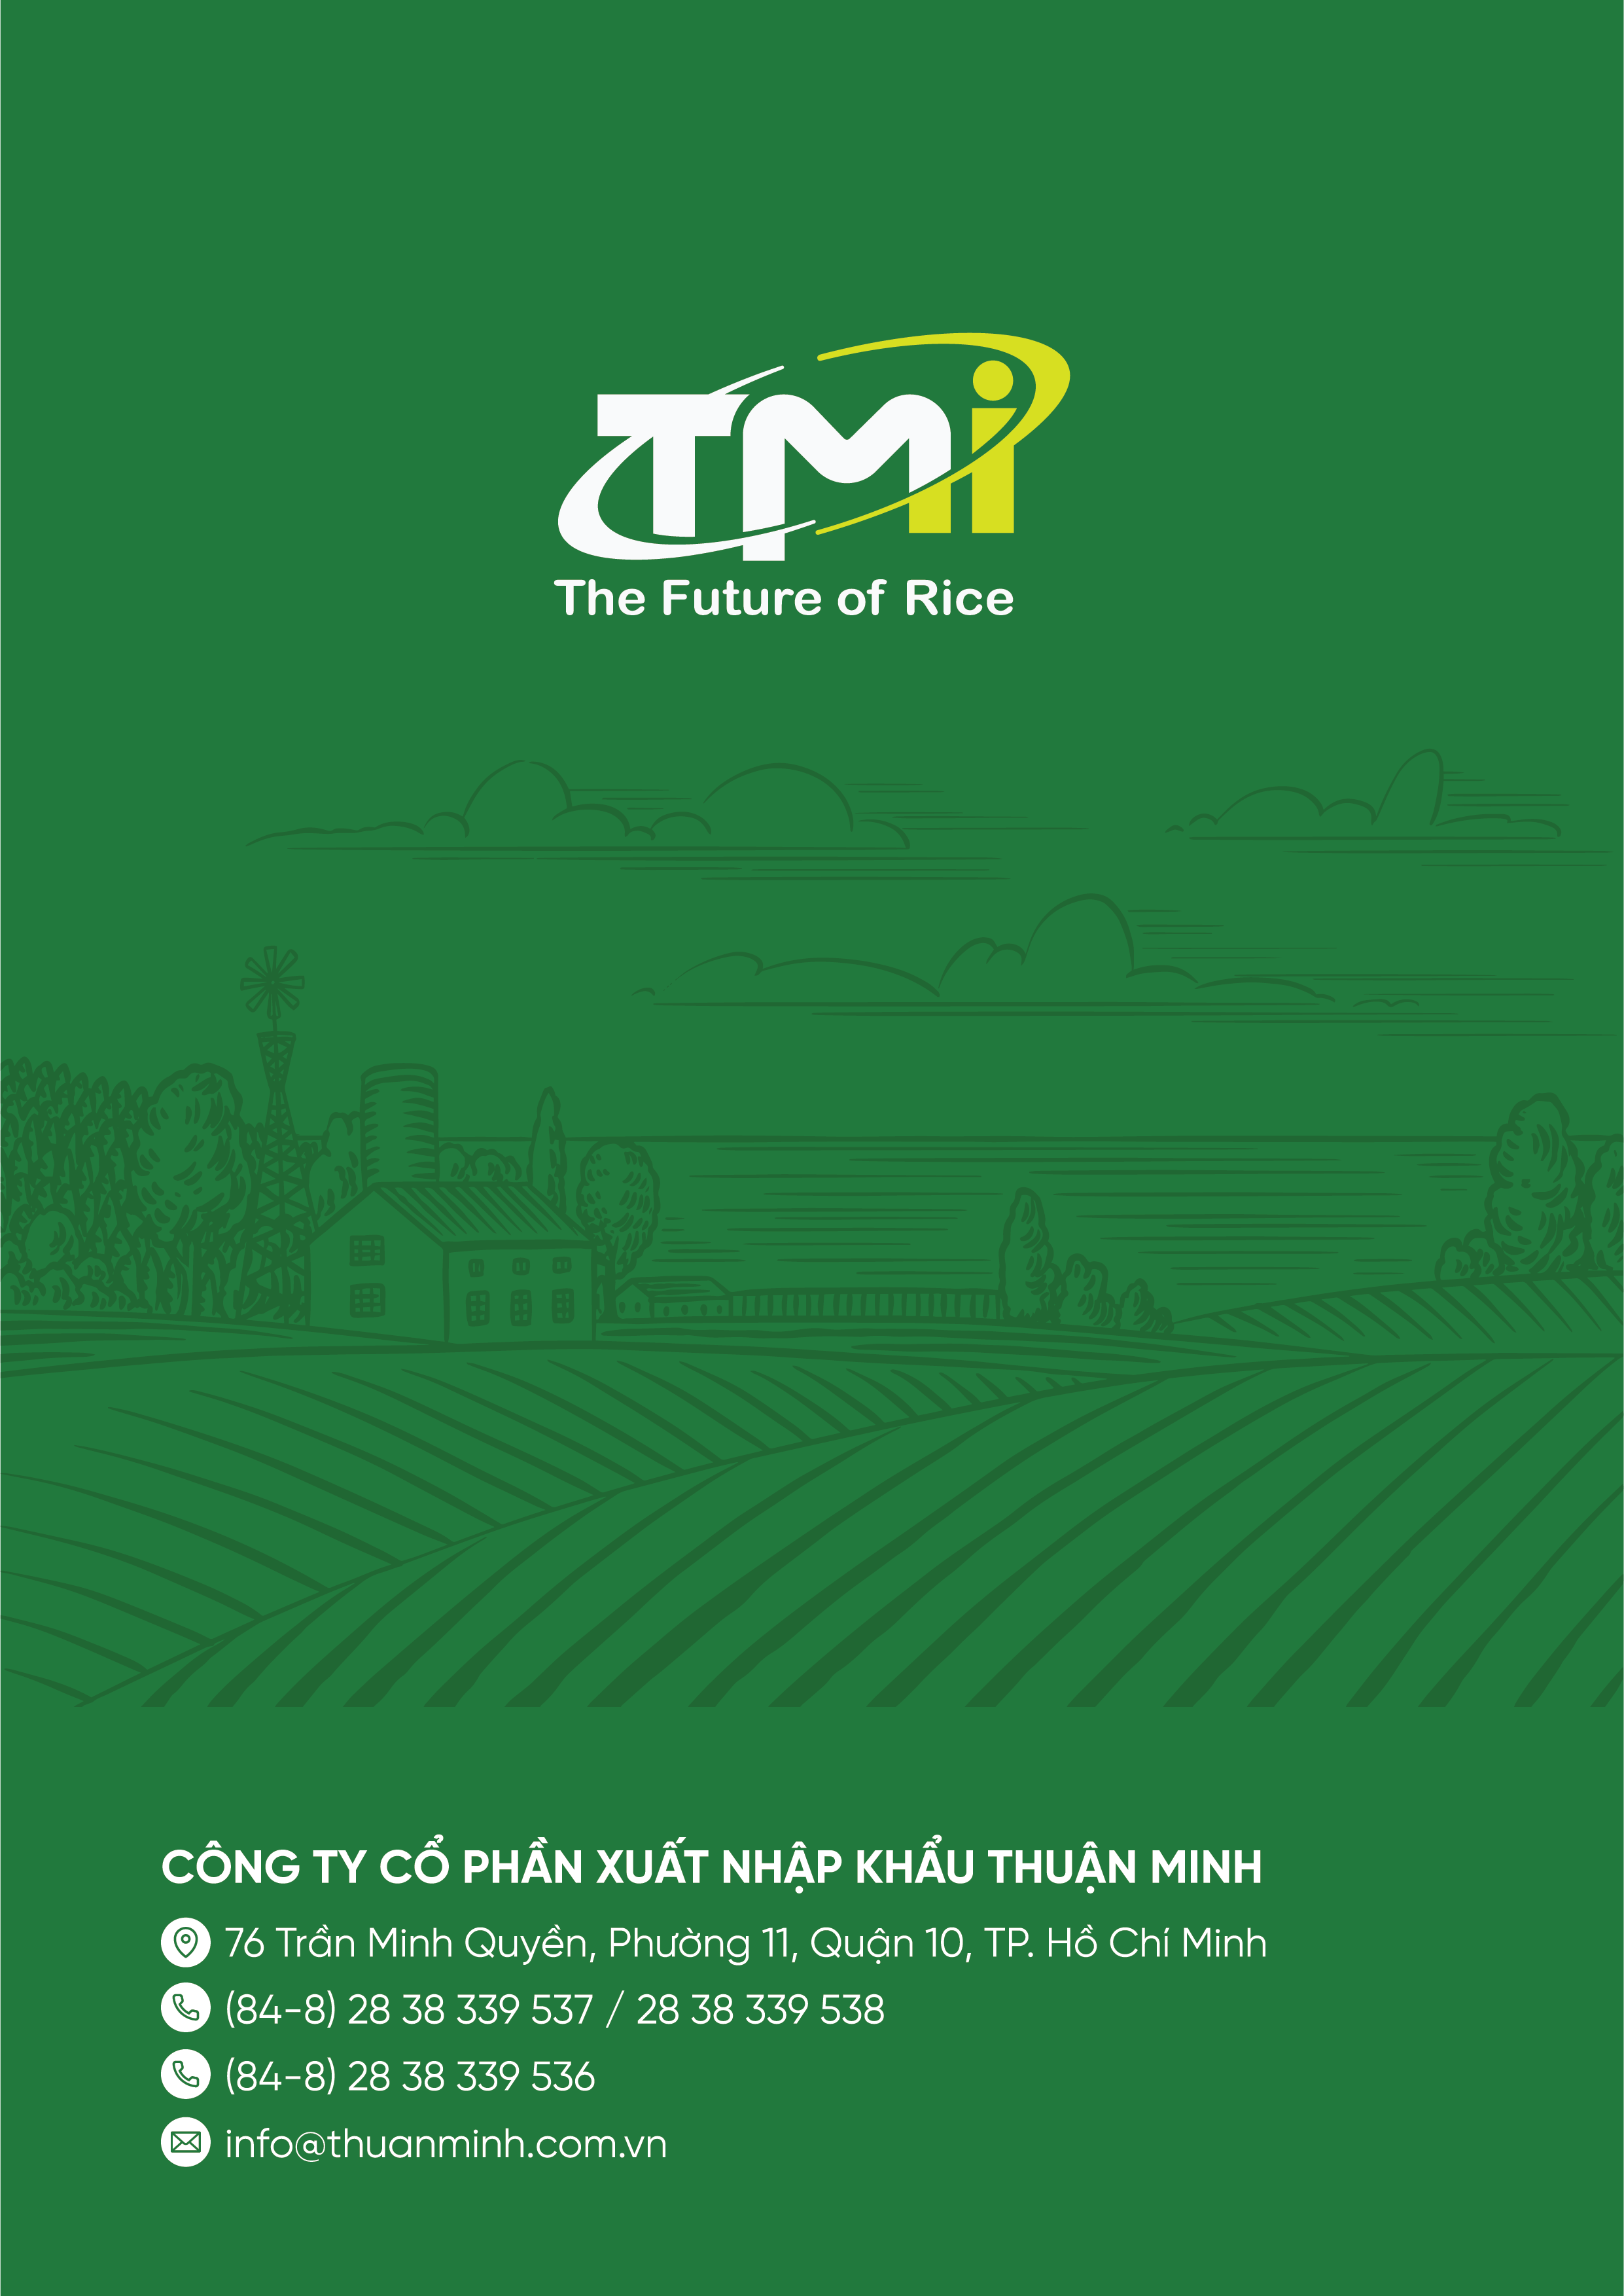 TMi
The Future of Rice
CÔNG TY CỔ PHẦN XUẤT NHẬP KHẨU THUẬN MINH
76 Trần Minh Quyền, Phường 11, Quận 10, TP. Hồ Chí Minh
(84-8) 28 38 339 537 / 28 38 339 538
(84-8) 28 38 339 536
info@thuanminh.com.vn